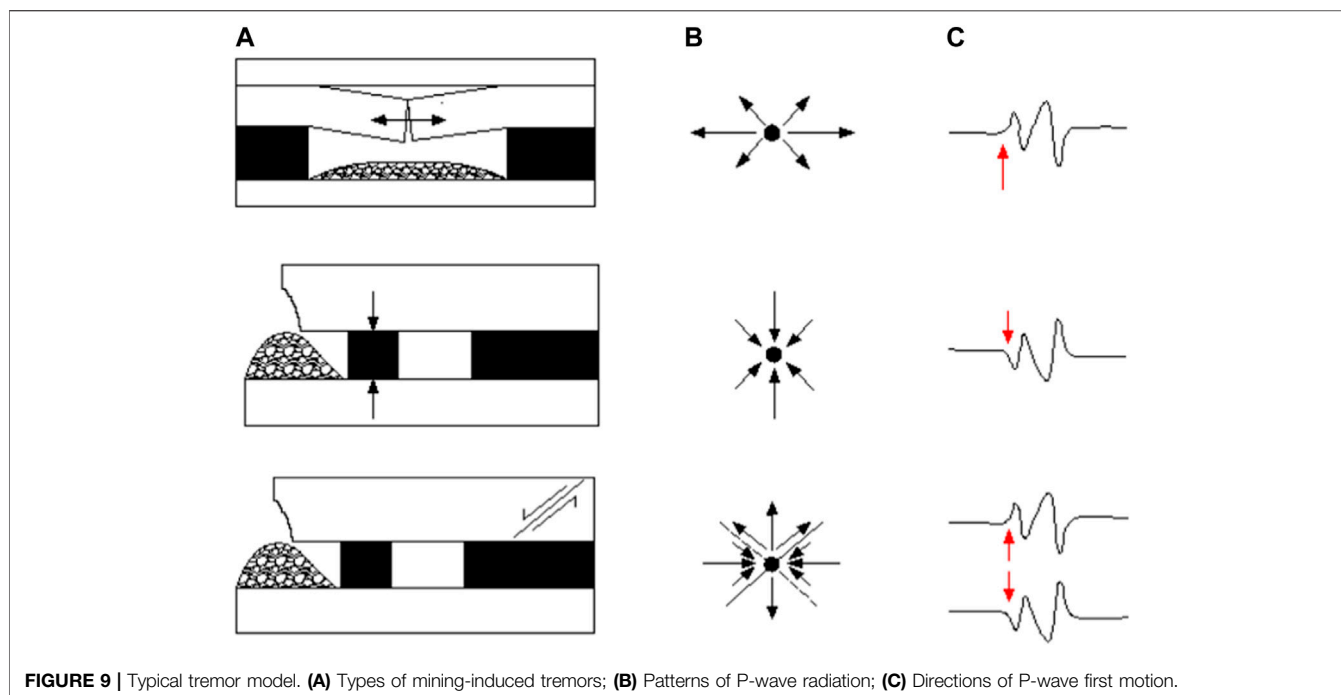 A
B
C
FIGURE 9 | Typical tremor model. (A) Types of mining-induced tremors; (B) Patterns of P-wave radiation; (C) Directions of P-wave first motion.